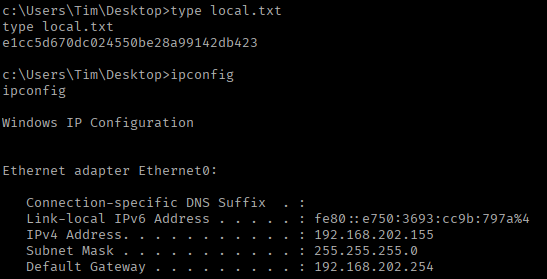 c:\Users\Tim\Desktop>type local.txt
type local.txt
e1cc5d670dc024550be28a99142db423
c:\Users\Tim\Desktop>ipconfig
ipconfig
Windows IP Configuration
Ethernet adapter Ethernet0:
Connection-specific DNS Suffix  . :
Link-local IPv6 Address . . . . . : fe80::e750:3693:cc9b:797a%4
IPv4 Address. . . . . . . . . . . : 192.168.202.155
Subnet Mask . . . . . . . . . . . : 255.255.255.0
Default Gateway . . . . . . . . . : 192.168.202.254